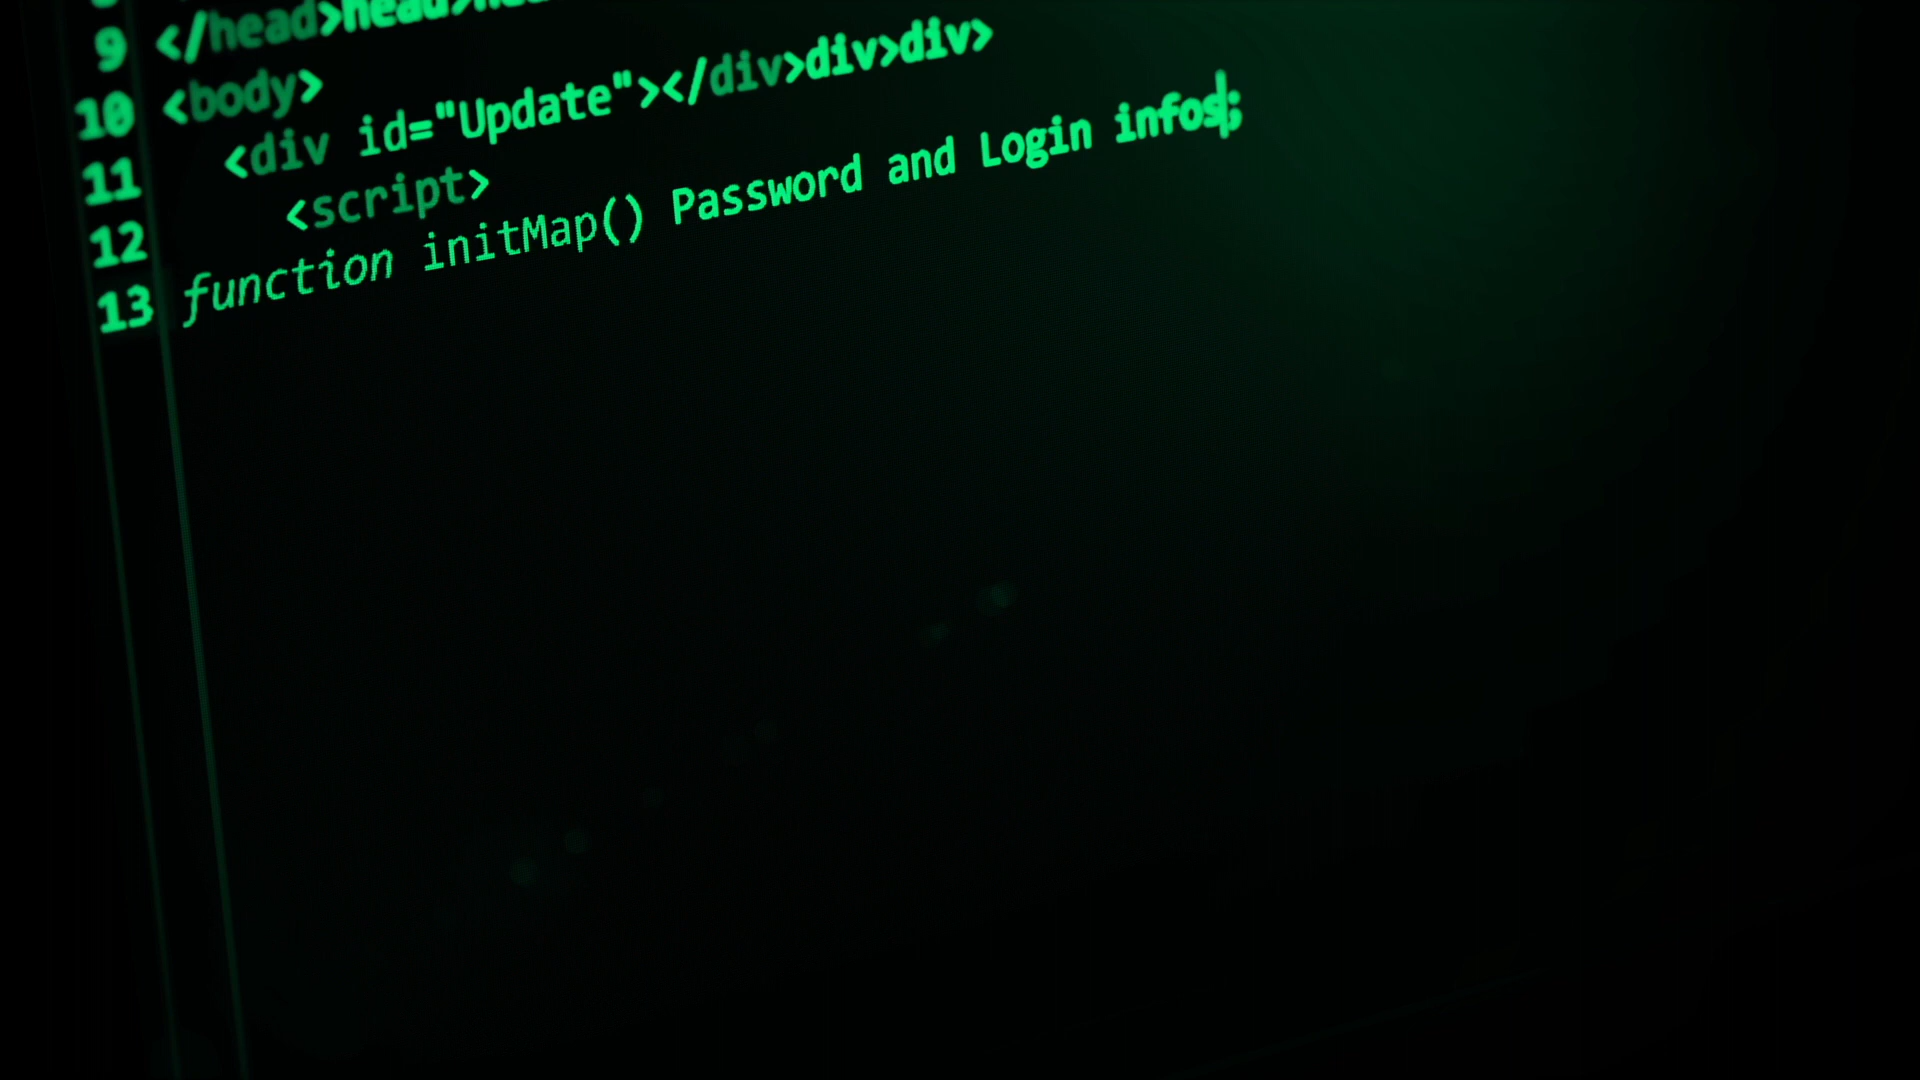 9 </head>head>
10 <body>
11 <div id="Update"></div>div>div>
12 <script>
13 function initMap() Password and Login infos;